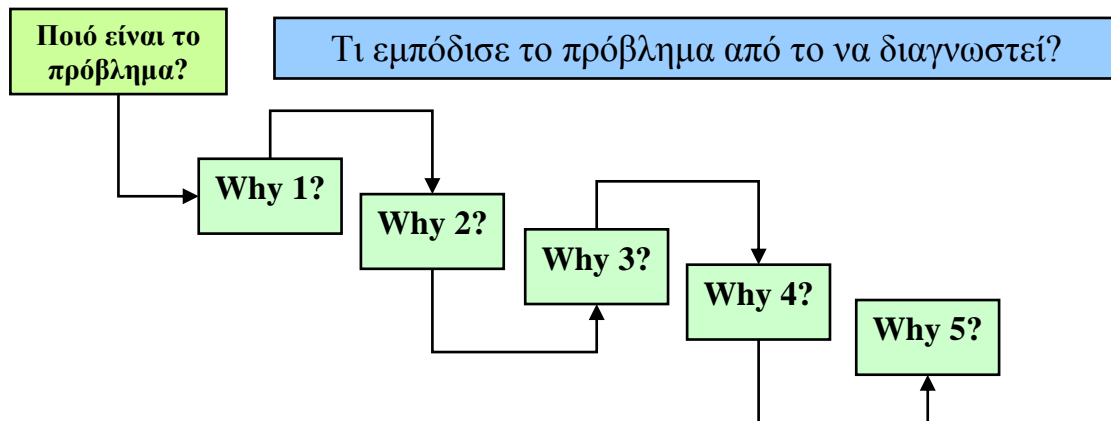 Ποιό είναι το
πρόβλημα?
Τι εμπόδισε το πρόβλημα από το να διαγνωστεί?
Why 1?
Why 2?
Why 3?
Why 4?
Why 5?